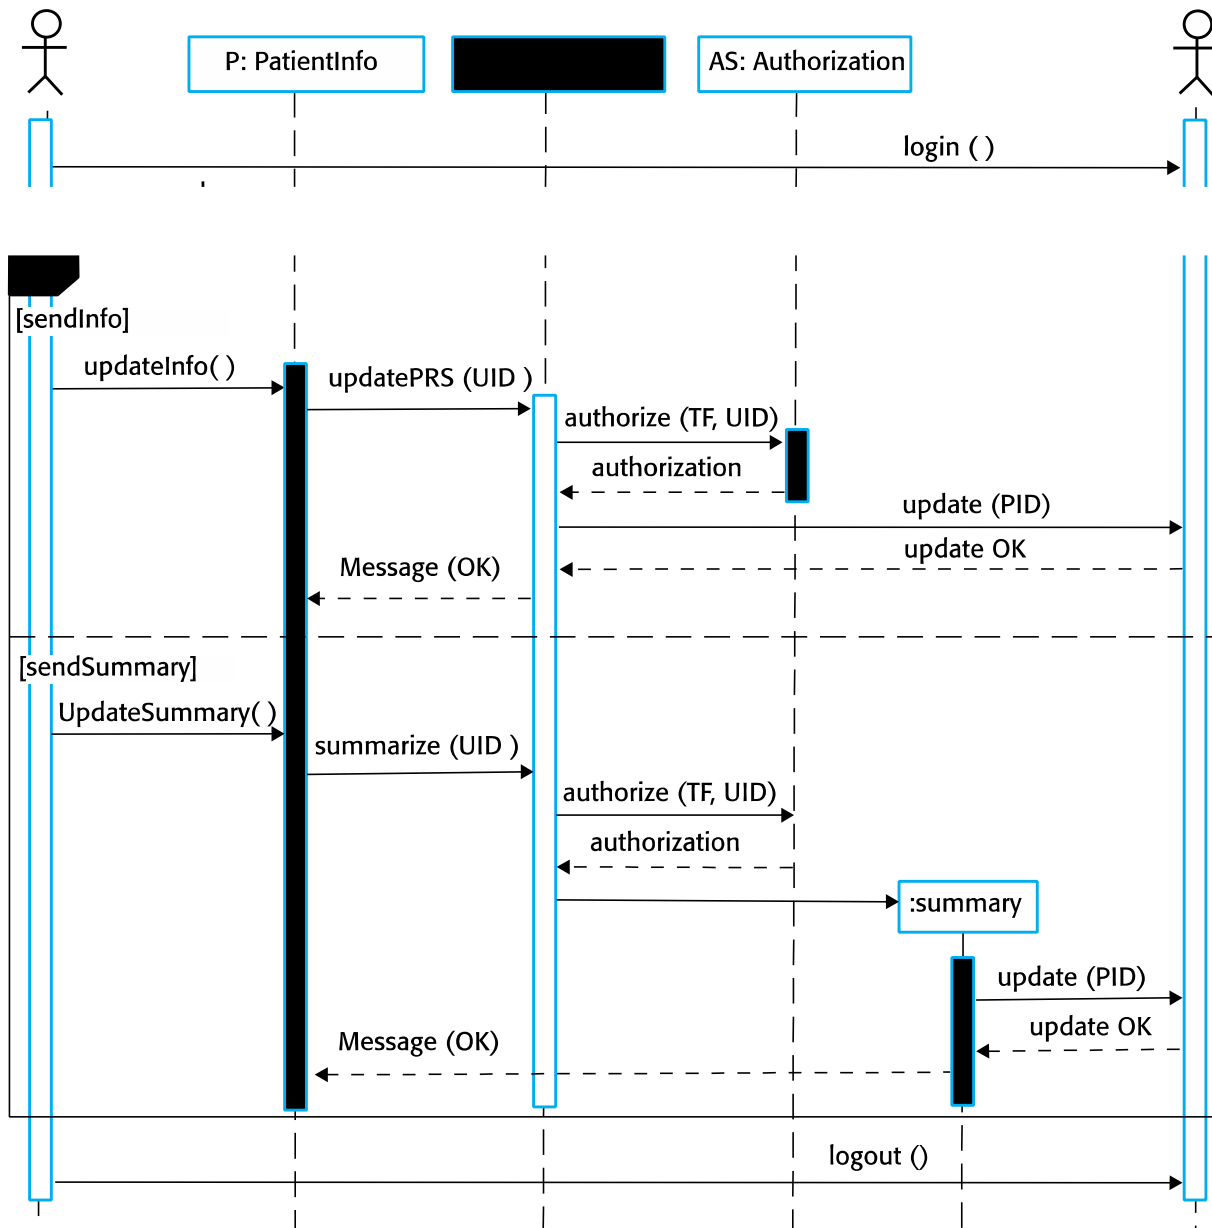 P: PatientInfo
AS: Authorization
login ( )
[sendInfo]
updateInfo( )
updatePRS (UID )
authorize (TF, UID)
authorization
update (PID)
update OK
Message (OK)
[sendSummary]
UpdateSummary( )
summarize (UID )
authorize (TF, UID)
authorization
:summary
update (PID)
update OK
Message (OK)
logout ()